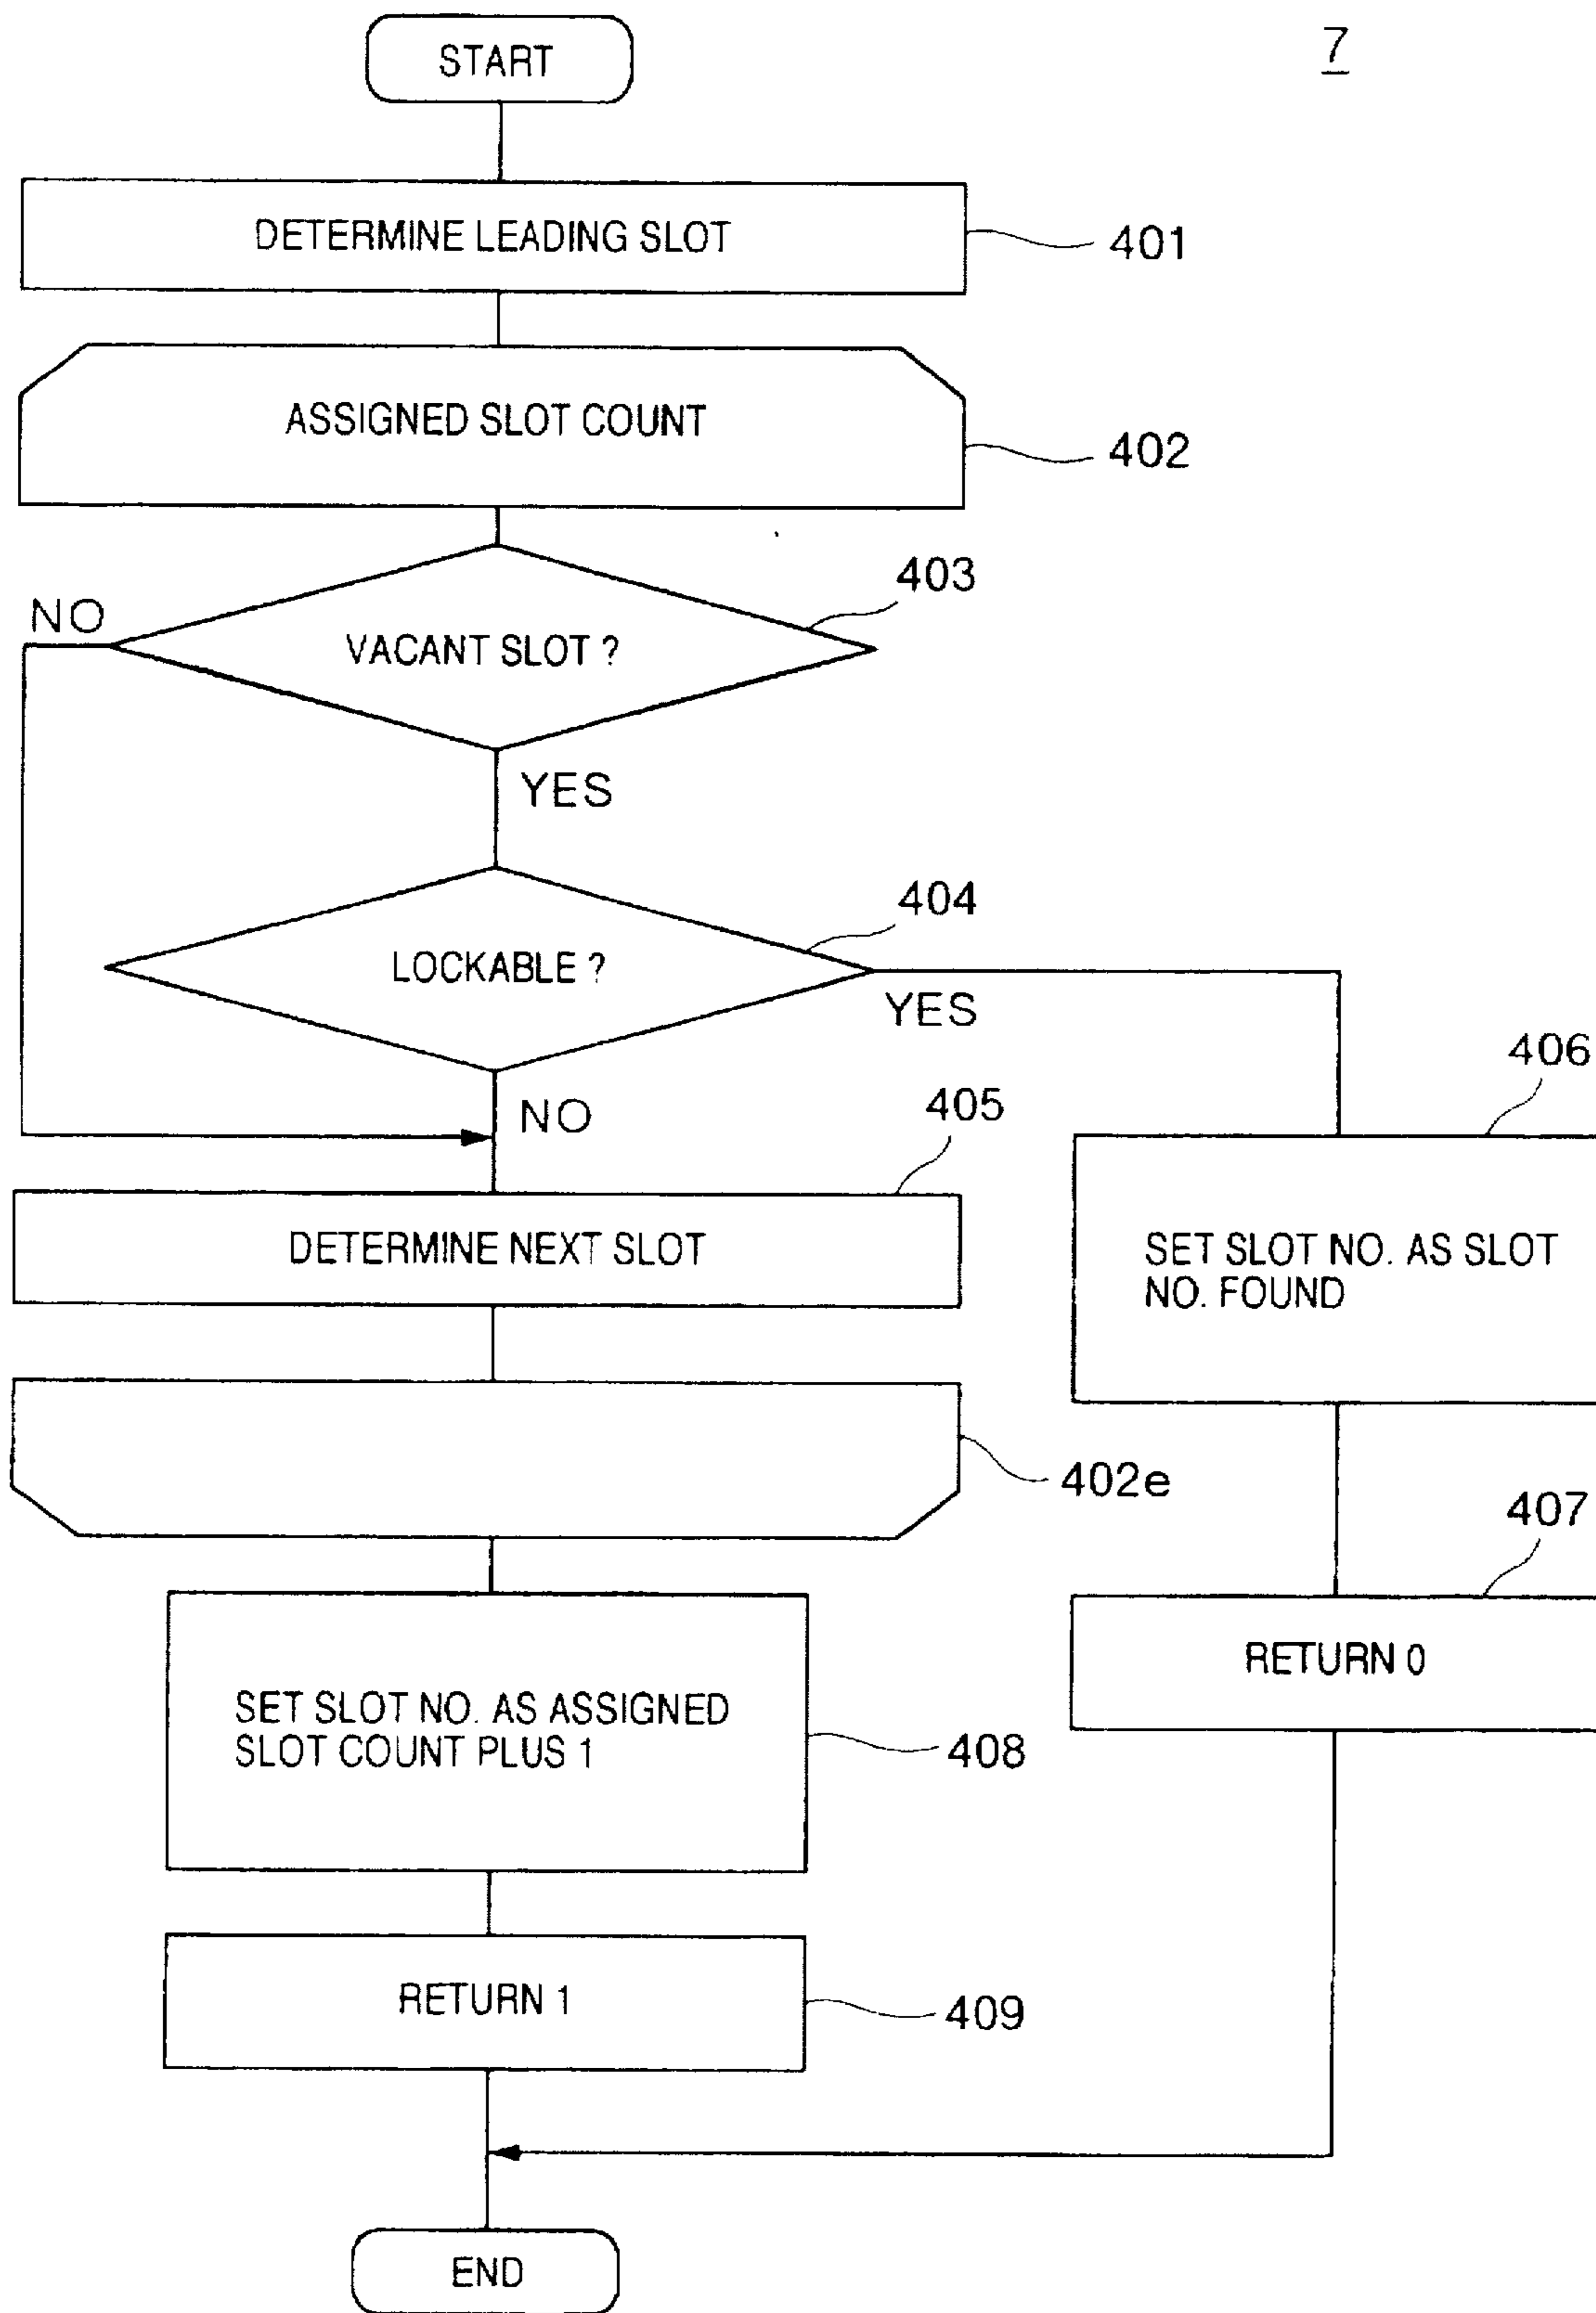 7
START
DETERMINE LEADING SLOT
401
ASSIGNED SLOT COUNT
402
403
NO
VACANT SLOT ?
YES
404
LOCKABLE ?
YES
406
NO
405
DETERMINE NEXT SLOT
SET SLOT NO. AS SLOT
NO. FOUND
402e
407
RETURN 0
SET SLOT NO. AS ASSIGNED
SLOT COUNT PLUS 1
408
RETURN 1
409
END